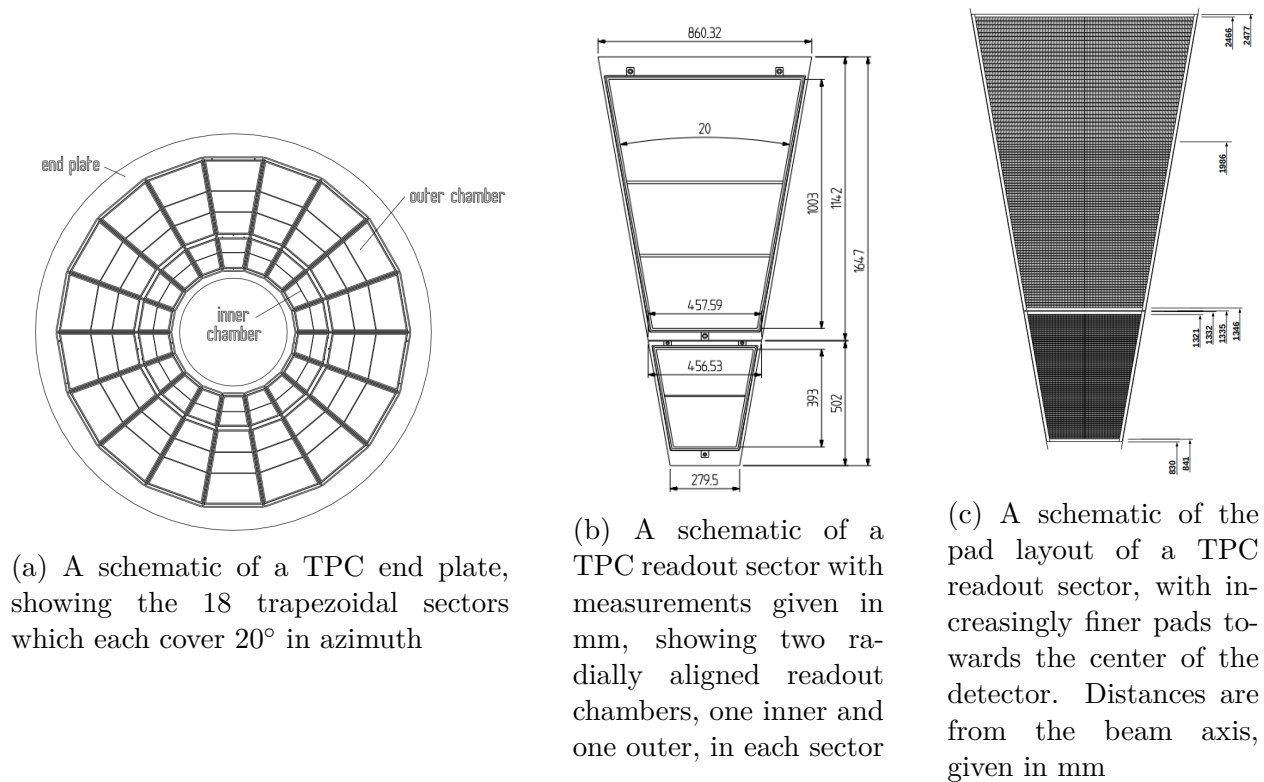 end plate
outer chamber
inner
chamber
(a) A schematic of a TPC end plate,
showing the 18 trapezoidal sectors
which each cover 20° in azimuth
860.32
20
1003
1142
1647
457.59
456.53
393
502
279.5
(b) A schematic of a
TPC readout sector with
measurements given in
mm, showing two ra-
dially aligned readout
chambers, one inner and
one outer, in each sector
2466
2477
1986
1321
1332
1335
1346
830
841
(c) A schematic of the
pad layout of a TPC
readout sector, with in-
creasingly finer pads to-
wards the center of the
detector. Distances are
from the beam axis,
given in mm